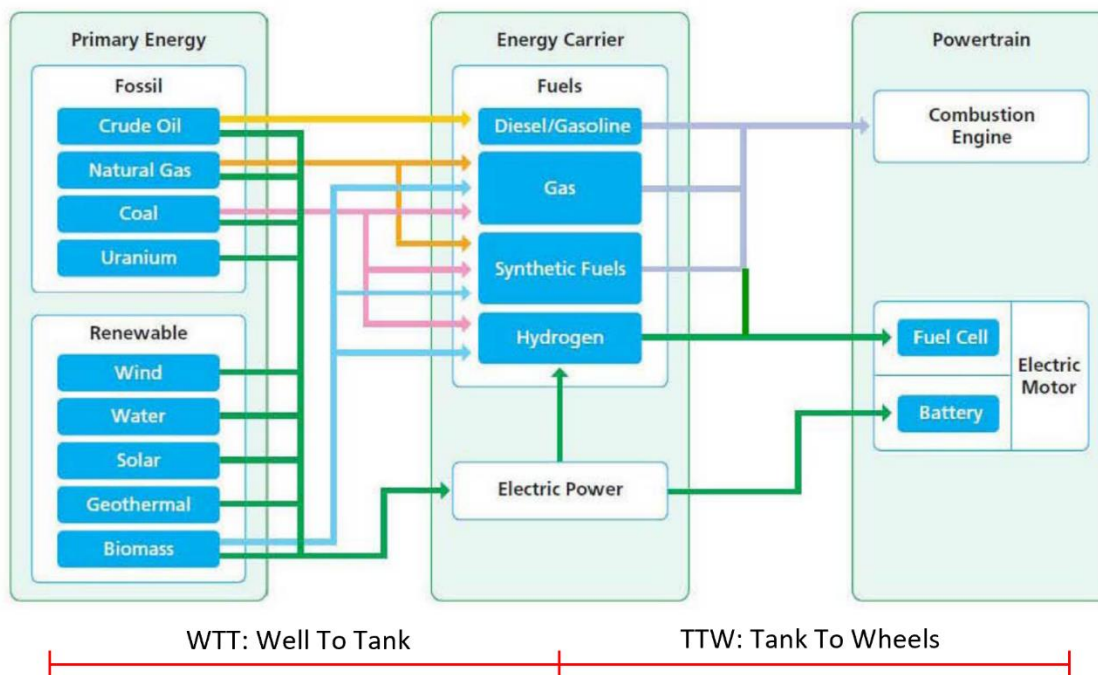 Primary Energy
Fossil
Crude Oil
Natural Gas
Coal
Uranium
Renewable
Wind
Water
Solar
Geothermal
Biomass
Energy Carrier
Fuels
Diesel/Gasoline
Gas
Synthetic Fuels
Hydrogen
Electric Power
Powertrain
Combustion
Engine
Fuel Cell
Battery
Electric
Motor
WTT: Well To Tank
TTW: Tank To Wheels